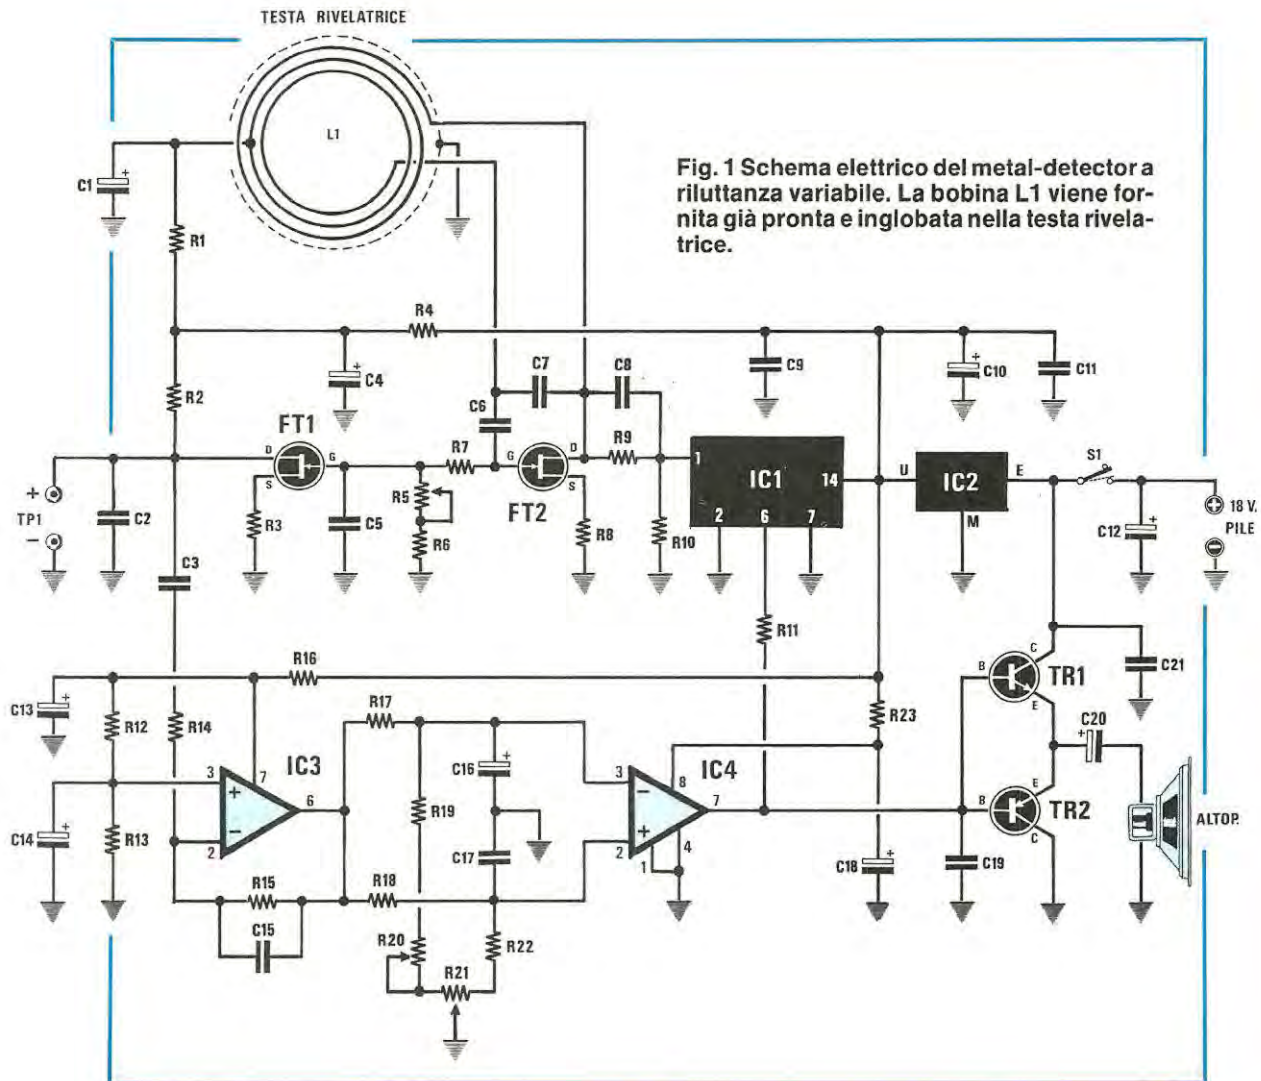 TESTA RIVELATRICE
L1
C1
+
R1
Fig. 1 Schema elettrico del metal-detector a
riluttanza variabile. La bobina L1 viene for-
nita già pronta e inglobata nella testa rivela-
trice.
R4
C4
+
C9
C10
+
C11
R2
C7
C8
C6
FT1
D
G
S
R7
FT2
G
D
S
R9
IC1
1
14
2
6
7
U
IC2
E
M
S1
C12
+
18 V.
PILE
+
TP1
−
C2
R3
C5
R5
R6
R8
R10
C3
R11
R16
C13
+
R12
R14
R17
R23
B
C
TR1
E
C21
C20
+
IC3
3
+
7
−
2
6
C16
+
R19
C17
IC4
3
−
8
7
+
2
1
4
E
B
TR2
C
ALTOP.
C14
+
R13
R15
C15
R18
R20
R21
R22
C18
+
C19